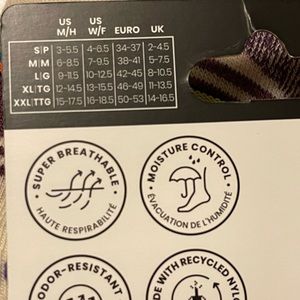 US US
M/H W/F EURO UK
S|P 3-5.5 4-6.5 34-37 2-4.5
M|M 6-8.5 7-9.5 38-41 5-7.5
L|G 9-11.5 10-12.5 42-45 8-10.5
XL|TG 12-14.5 13-15.5 46-49 11-13.5
XXL|TTG 15-17.5 16-18.5 50-53 14-16.5
SUPER BREATHABLE
HAUTE RESPIRABILITÉ
MOISTURE CONTROL
ÉVACUATION DE L'HUMIDITÉ
ODOR-RESISTANT
DE WITH RECYCLED NYL